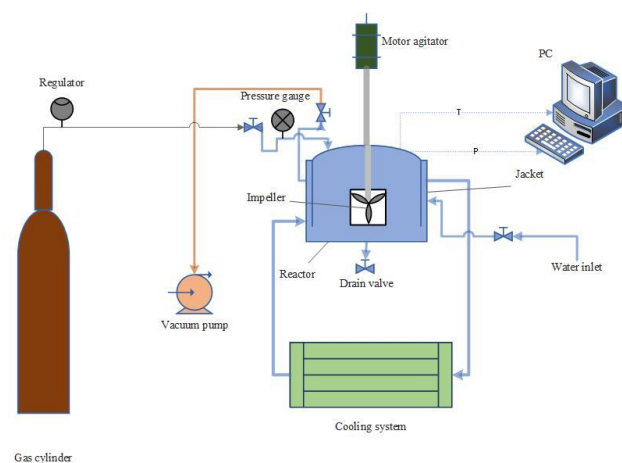 Motor agitator
PC
Regulator
Pressure gauge
T
P
Impeller
Jacket
Reactor
Drain valve
Water inlet
Vacuum pump
Cooling system
Gas cylinder